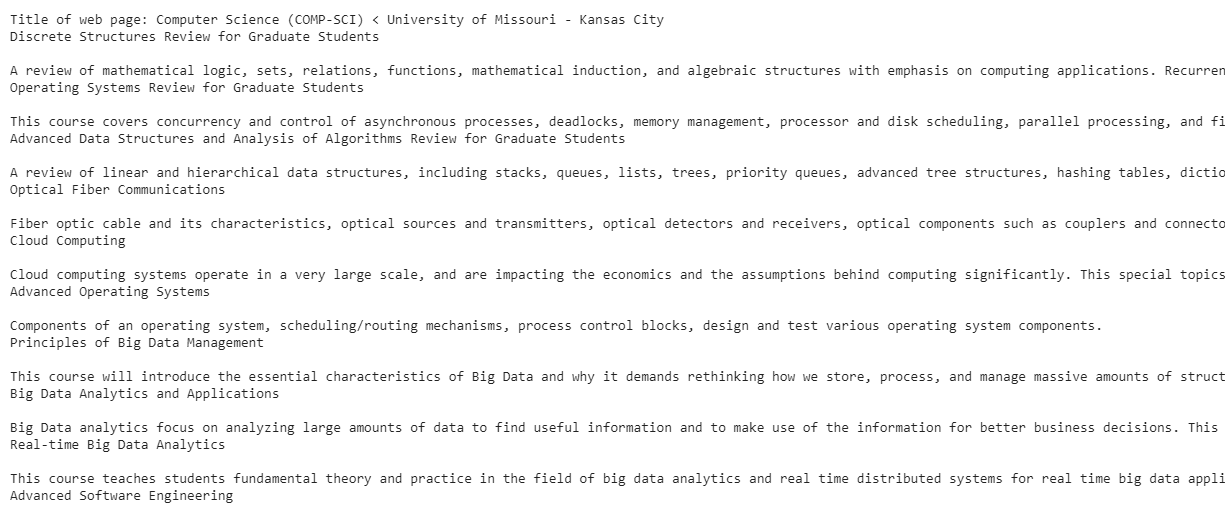 Title of web page: Computer Science (COMP-SCI) < University of Missouri - Kansas City
Discrete Structures Review for Graduate Students
A review of mathematical logic, sets, relations, functions, mathematical induction, and algebraic structures with emphasis on computing applications. Recurren
Operating Systems Review for Graduate Students
This course covers concurrency and control of asynchronous processes, deadlocks, memory management, processor and disk scheduling, parallel processing, and fi
Advanced Data Structures and Analysis of Algorithms Review for Graduate Students
A review of linear and hierarchical data structures, including stacks, queues, lists, trees, priority queues, advanced tree structures, hashing tables, dictio
Optical Fiber Communications
Fiber optic cable and its characteristics, optical sources and transmitters, optical detectors and receivers, optical components such as couplers and connecto
Cloud Computing
Cloud computing systems operate in a very large scale, and are impacting the economics and the assumptions behind computing significantly. This special topics
Advanced Operating Systems
Components of an operating system, scheduling/routing mechanisms, process control blocks, design and test various operating system components.
Principles of Big Data Management
This course will introduce the essential characteristics of Big Data and why it demands rethinking how we store, process, and manage massive amounts of struct
Big Data Analytics and Applications
Big Data analytics focus on analyzing large amounts of data to find useful information and to make use of the information for better business decisions. This
Real-time Big Data Analytics
This course teaches students fundamental theory and practice in the field of big data analytics and real time distributed systems for real time big data appli
Advanced Software Engineering